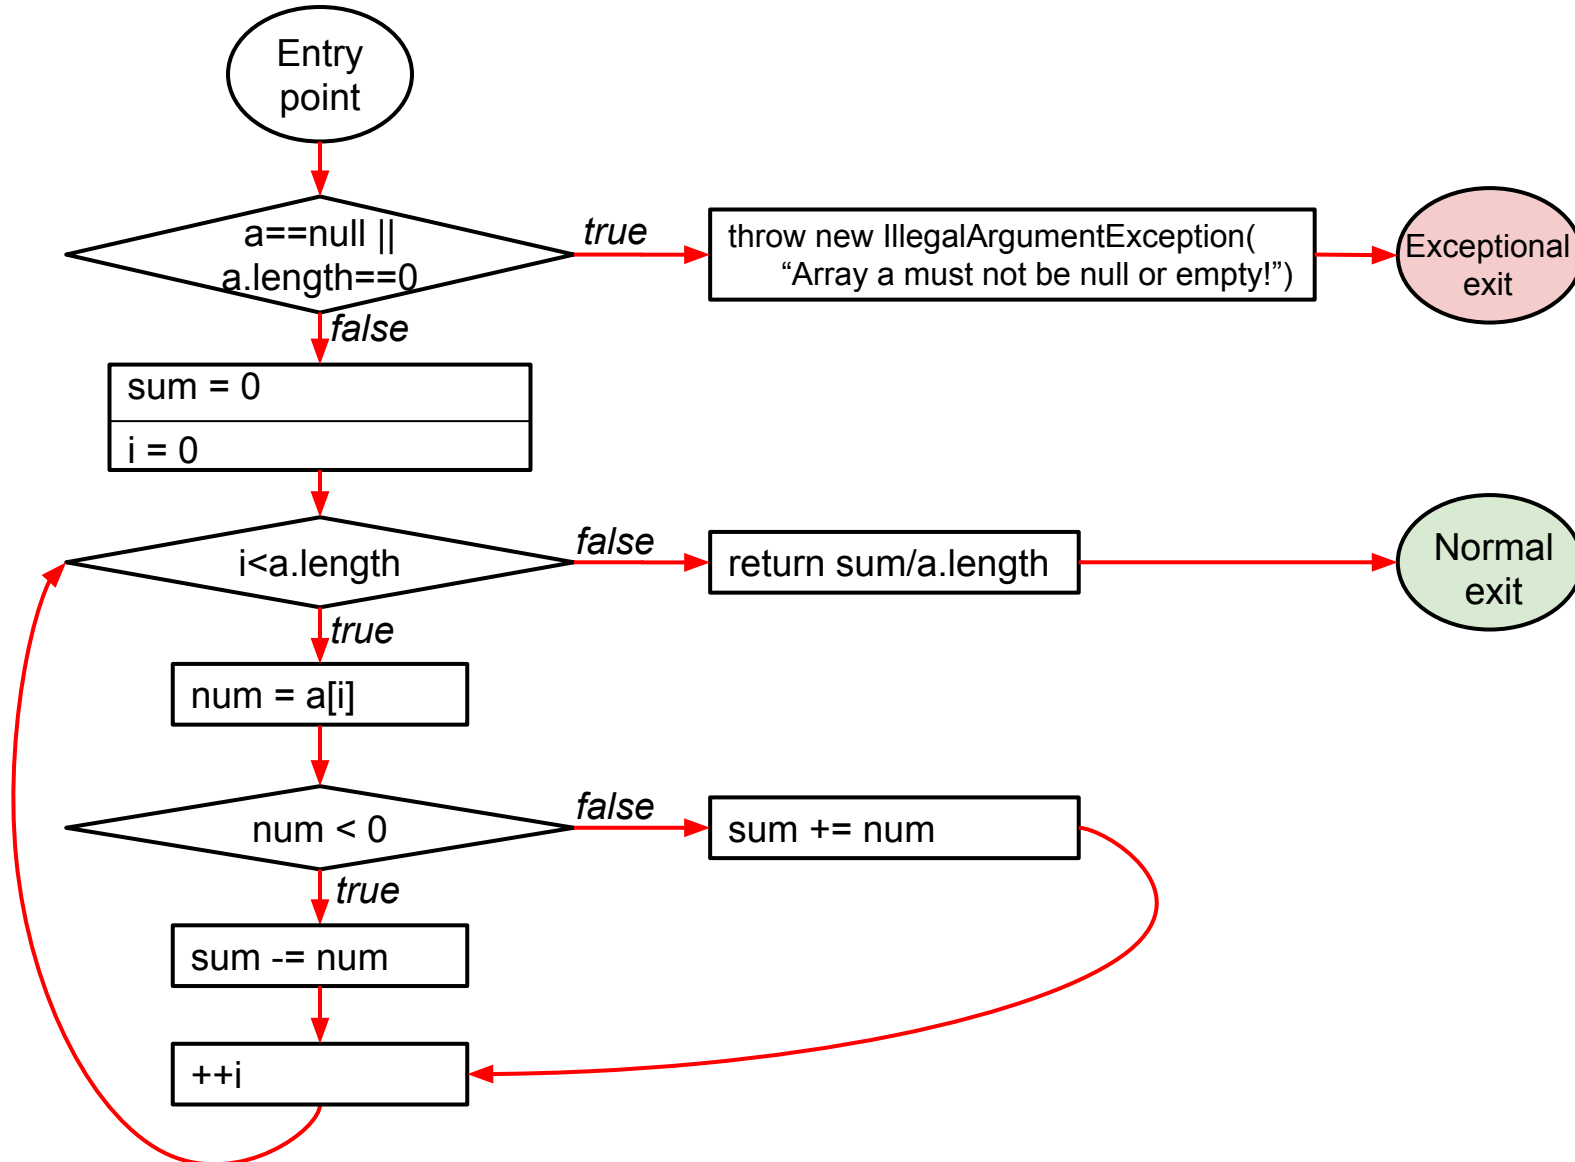 Entry
point
a==null ||
a.length==0
true
throw new IllegalArgumentException(
“Array a must not be null or empty!”)
Exceptional
exit
false
sum = 0
i = 0
i<a.length
false
return sum/a.length
Normal
exit
true
num = a[i]
num < 0
false
sum += num
true
sum -= num
++i